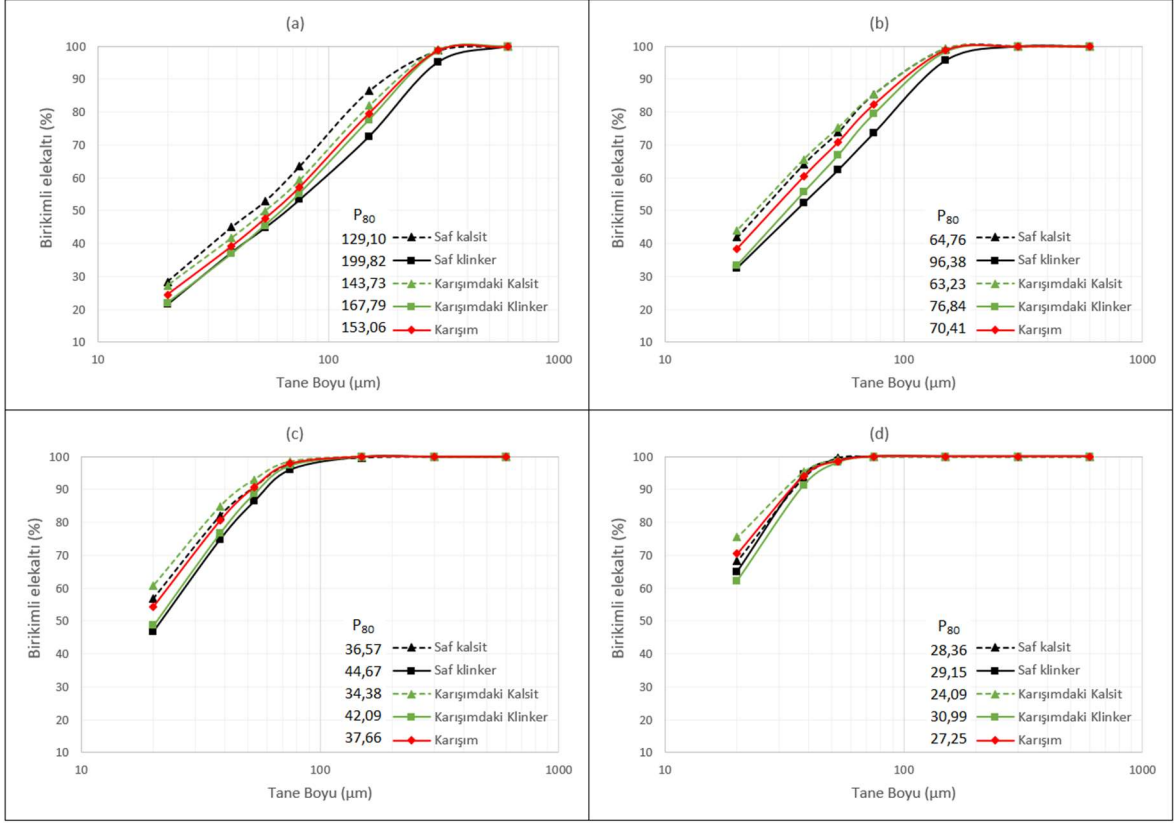 (a)
100
90
80
70
60
50
40
30
20
10
Birikimli elekaltı (%)
P80
129,10 Saf kalsit
199,82 Saf klinker
143,73 Karışımdaki Kalsit
167,79 Karışımdaki Klinker
153,06 Karışım
10 100 1000
Tane Boyu (µm)
(b)
100
90
80
70
60
50
40
30
20
10
Birikimli elekaltı (%)
P80
64,76 Saf kalsit
96,38 Saf klinker
63,23 Karışımdaki Kalsit
76,84 Karışımdaki Klinker
70,41 Karışım
10 100 1000
Tane Boyu (µm)
(c)
100
90
80
70
60
50
40
30
20
10
Birikimli elekaltı (%)
P80
36,57 Saf kalsit
44,67 Saf klinker
34,38 Karışımdaki Kalsit
42,09 Karışımdaki Klinker
37,66 Karışım
10 100 1000
Tane Boyu (µm)
(d)
100
90
80
70
60
50
40
30
20
10
Birikimli elekaltı (%)
P80
28,36 Saf kalsit
29,15 Saf klinker
24,09 Karışımdaki Kalsit
30,99 Karışımdaki Klinker
27,25 Karışım
10 100 1000
Tane Boyu (µm)